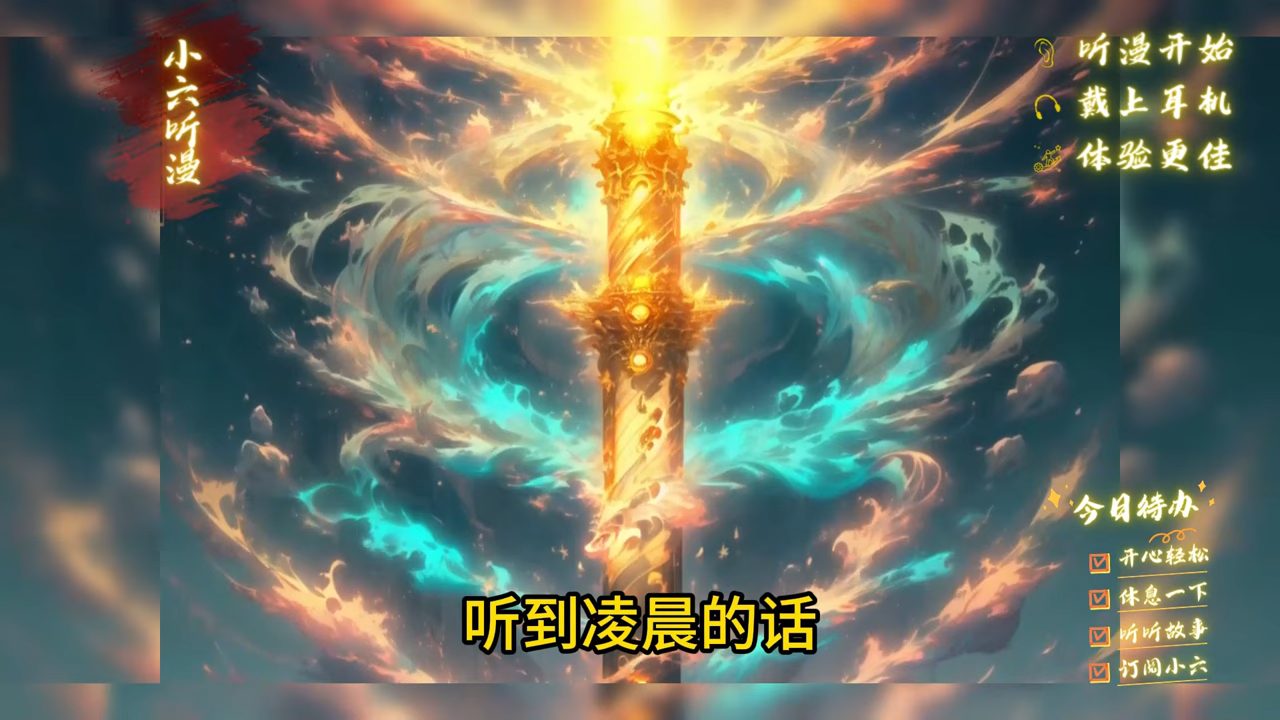 小六听漫
听漫开始
戴上耳机
体验更佳
今日待办
开心轻松
休息一下
听听故事
订阅小六
听到凌晨的话